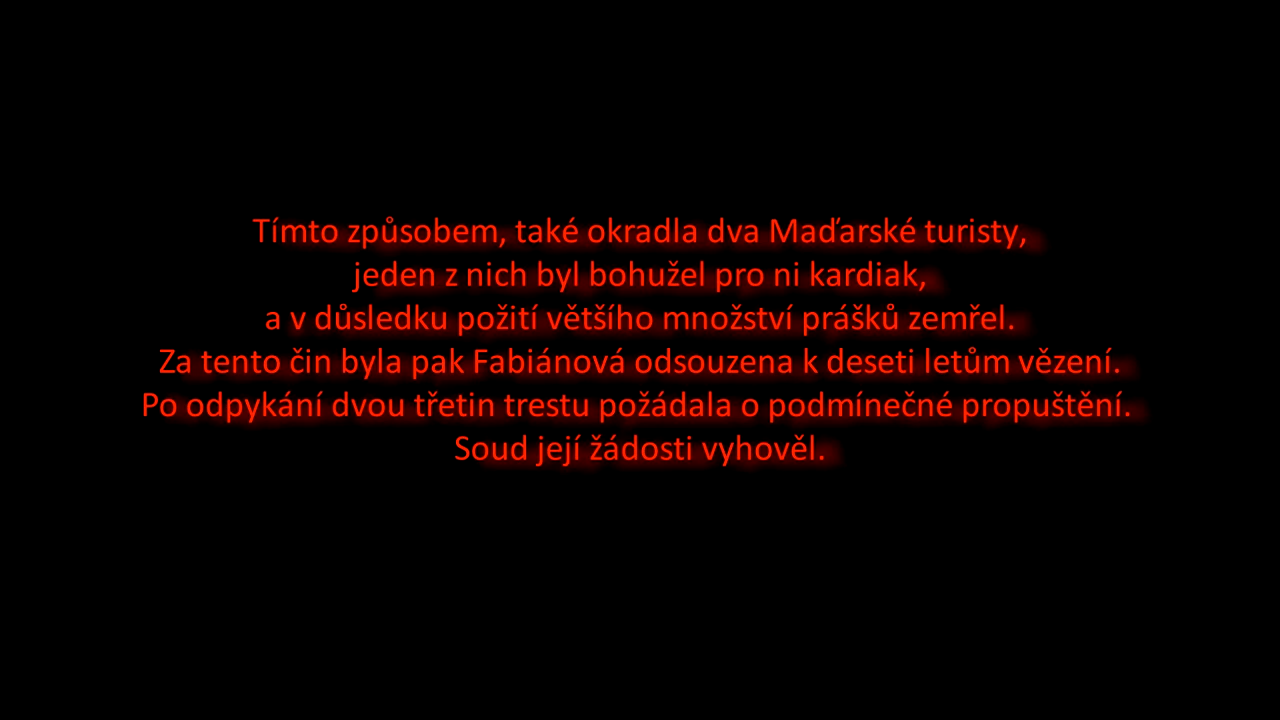 Tímto způsobem, také okradla dva Maďarské turisty,
jeden z nich byl bohužel pro ni kardiak,
a v důsledku požití většího množství prášků zemřel.
Za tento čin byla pak Fabiánová odsouzena k deseti letům vězení.
Po odpykání dvou třetin trestu požádala o podmínečné propuštění.
Soud její žádosti vyhověl.